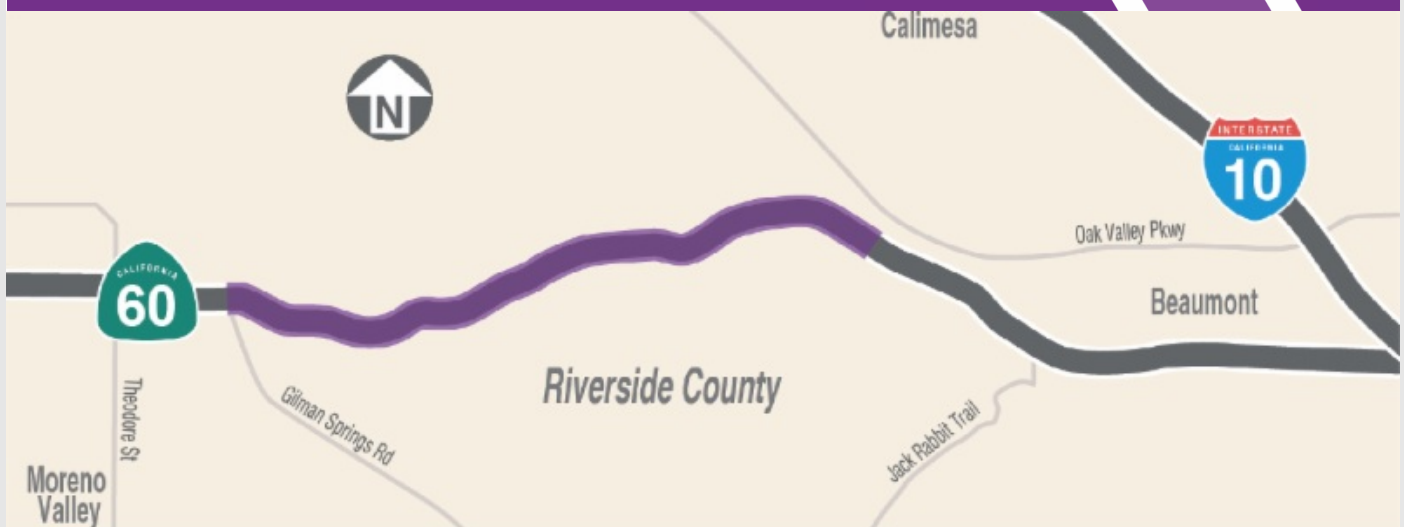 Calimesa
N
INTERSTATE
CALIFORNIA
10
Oak Valley Pkwy
CALIFORNIA
60
Beaumont
Riverside County
Theodore St
Gilman Springs Rd
Jack Rabbit Trail
Moreno
Valley